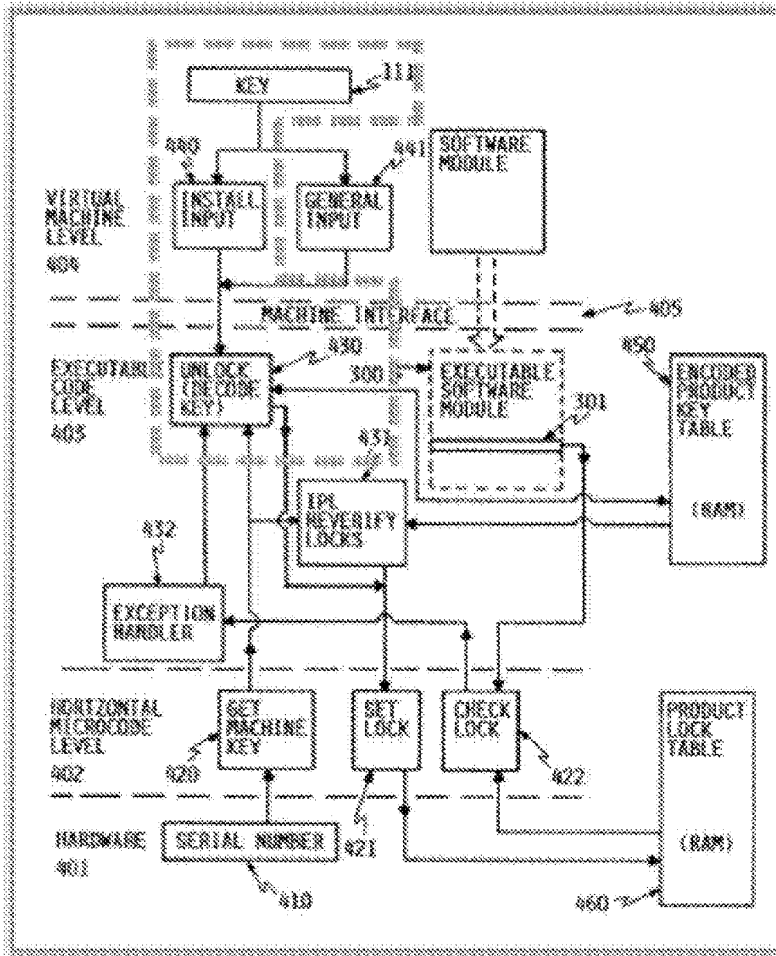 KEY
111
440
441
SOFTWARE
MODULE
INSTALL
INPUT
GENERAL
INPUT
VIRTUAL
MACHINE
LEVEL
404
MACHINE INTERFACE
405
430
450
EXECUTABLE
CODE
LEVEL
403
UNLOCK
(DECODE
KEY)
300
EXECUTABLE
SOFTWARE
MODULE
301
ENCODED
PRODUCT
KEY
TABLE
(RAM)
431
IPL
REVERIFY
LOCKS
432
EXCEPTION
HANDLER
HORIZONTAL
MICROCODE
LEVEL
402
GET
MACHINE
KEY
420
SET
LOCK
421
CHECK
LOCK
422
PRODUCT
LOCK
TABLE
(RAM)
460
HARDWARE
401
SERIAL NUMBER
410